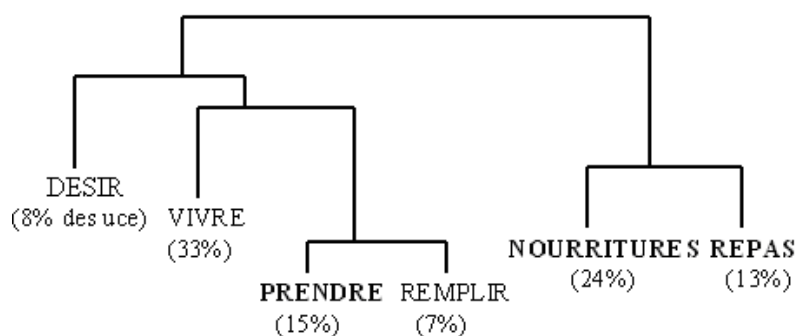 DESIR
(8% des uce)
VIVRE
(33%)
PRENDRE
(15%)
REMPLIR
(7%)
NOURRITURES
(24%)
REPAS
(13%)